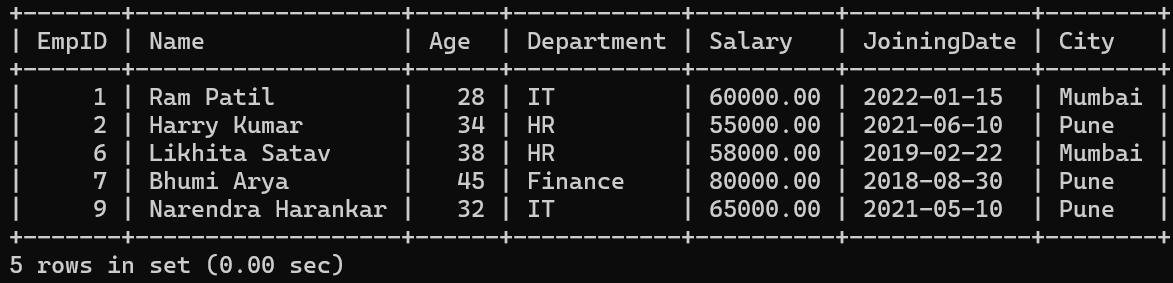 +-------+-------------------+------+------------+----------+-------------+--------+
| EmpID | Name              | Age  | Department | Salary   | JoiningDate | City   |
+-------+-------------------+------+------------+----------+-------------+--------+
|     1 | Ram Patil         |   28 | IT         | 60000.00 | 2022-01-15  | Mumbai |
|     2 | Harry Kumar       |   34 | HR         | 55000.00 | 2021-06-10  | Pune   |
|     6 | Likhita Satav     |   38 | HR         | 58000.00 | 2019-02-22  | Mumbai |
|     7 | Bhumi Arya        |   45 | Finance    | 80000.00 | 2018-08-30  | Pune   |
|     9 | Narendra Harankar |   32 | IT         | 65000.00 | 2021-05-10  | Pune   |
+-------+-------------------+------+------------+----------+-------------+--------+
5 rows in set (0.00 sec)